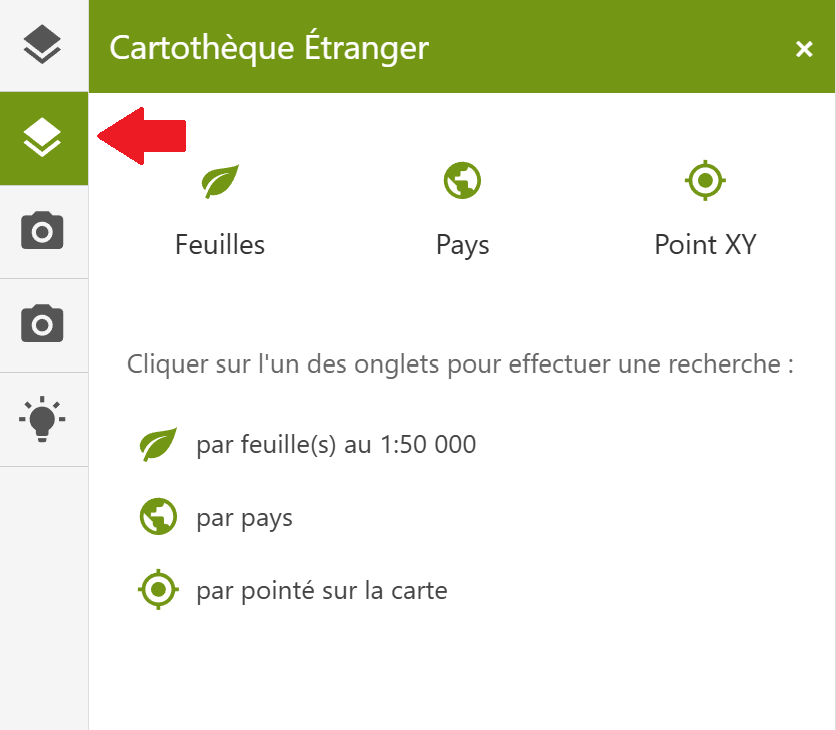 Cartothèque Étranger
×
Feuilles
Pays
Point XY
Cliquer sur l'un des onglets pour effectuer une recherche :
par feuille(s) au 1:50 000
par pays
par pointé sur la carte